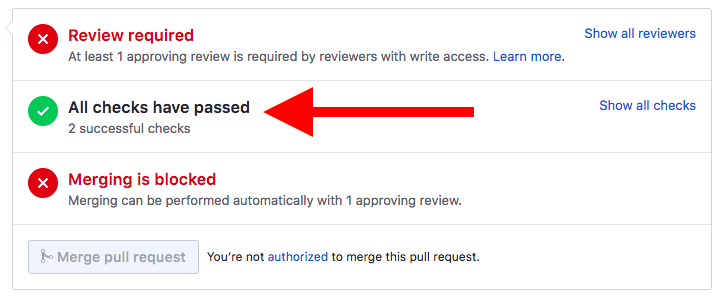 Review required
Show all reviewers
At least 1 approving review is required by reviewers with write access. Learn more.
All checks have passed
Show all checks
2 successful checks
Merging is blocked
Merging can be performed automatically with 1 approving review.
Merge pull request
You're not authorized to merge this pull request.